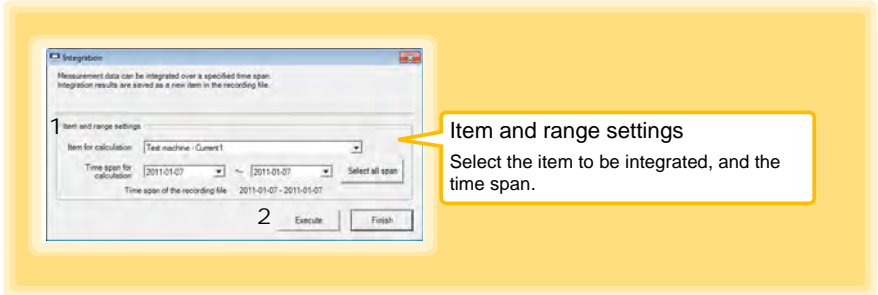 Integration
Measurement data can be integrated over a specified time span.
Integration results are saved as a new item in the recording file.
1
Item and range settings
Item for calculation Test machine - Current1
Time span for calculation 2011-01-07 ~ 2011-01-07 Select all span
Time span of the recording file 2011-01-07 - 2011-01-07
2 Execute Finish
Item and range settings
Select the item to be integrated, and the
time span.